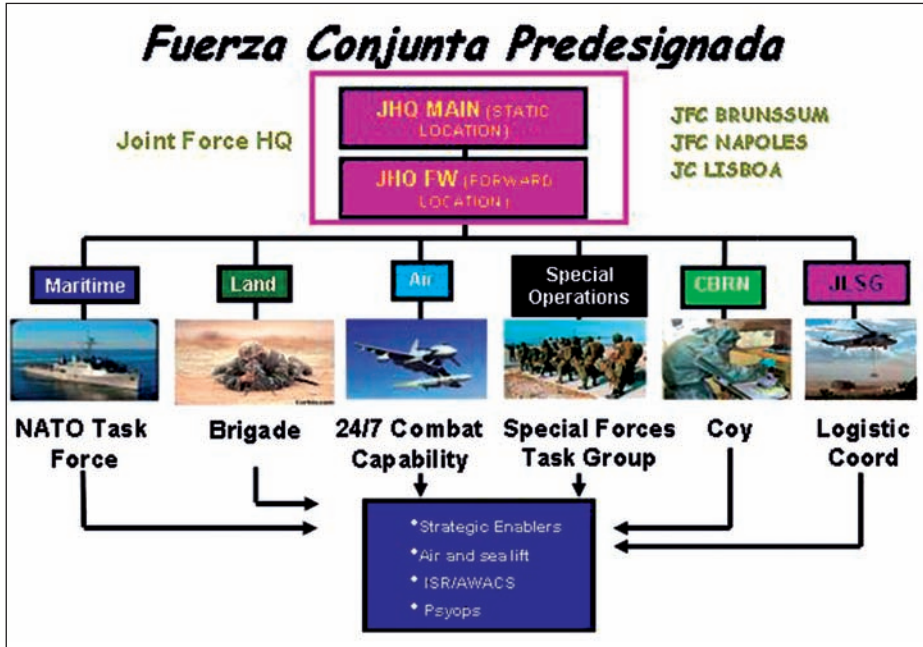 Fuerza Conjunta Predesignada
Joint Force HQ
JHQ MAIN (STATIC
LOCATION)
JHQ FW (FORWARD
LOCATION)
JFC BRUNSSUM
JFC NAPOLES
JC LISBOA
Maritime
Land
Air
Special
Operations
CBRN
JLSG
NATO Task
Force
Brigade
24/7 Combat
Capability
Special Forces
Task Group
Coy
Logistic
Coord
• Strategic Enablers
• Air and sea lift
• ISR/AWACS
• Psyops